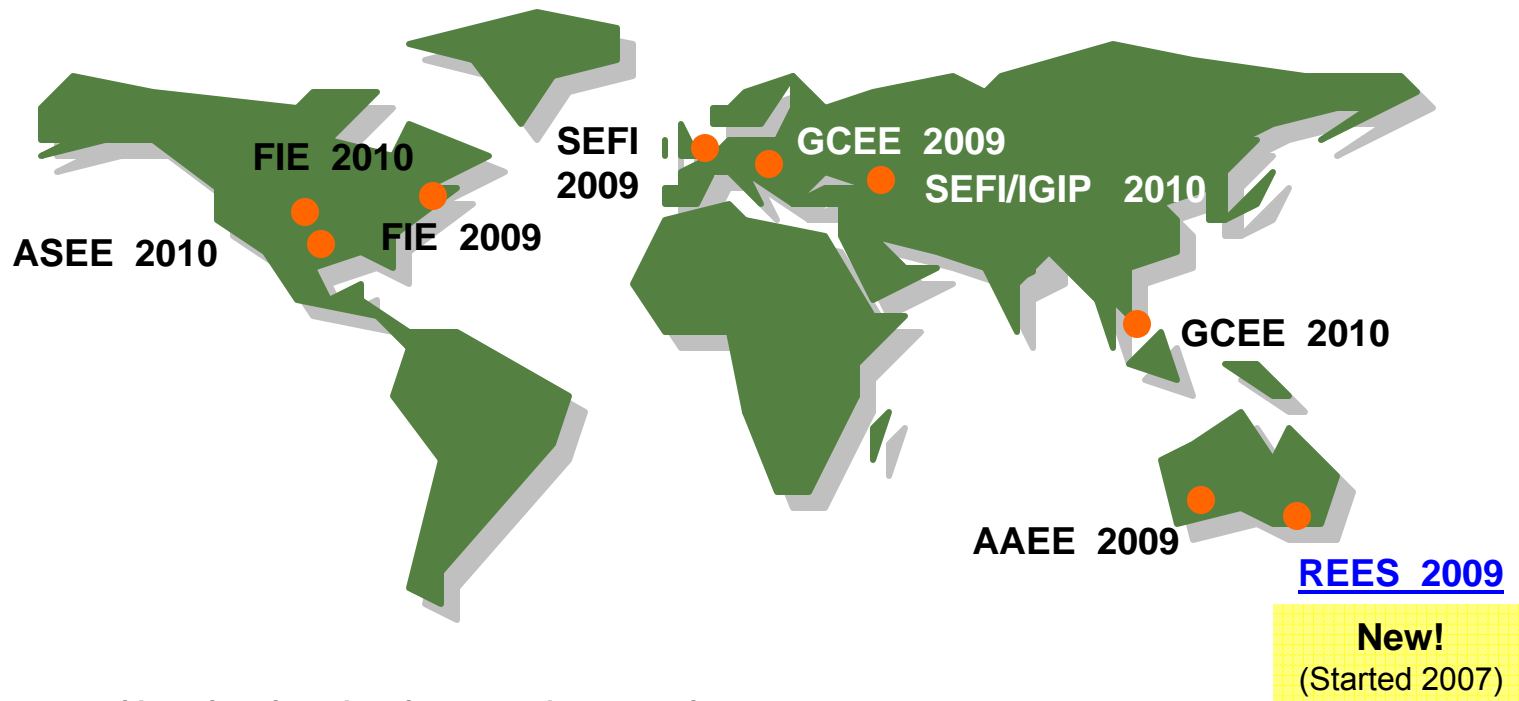 SEFI
2009
GCEE 2009
FIE 2010
SEFI/IGIP 2010
FIE 2009
ASEE 2010
GCEE 2010
AAEE 2009
REES 2009
New!
(Started 2007)